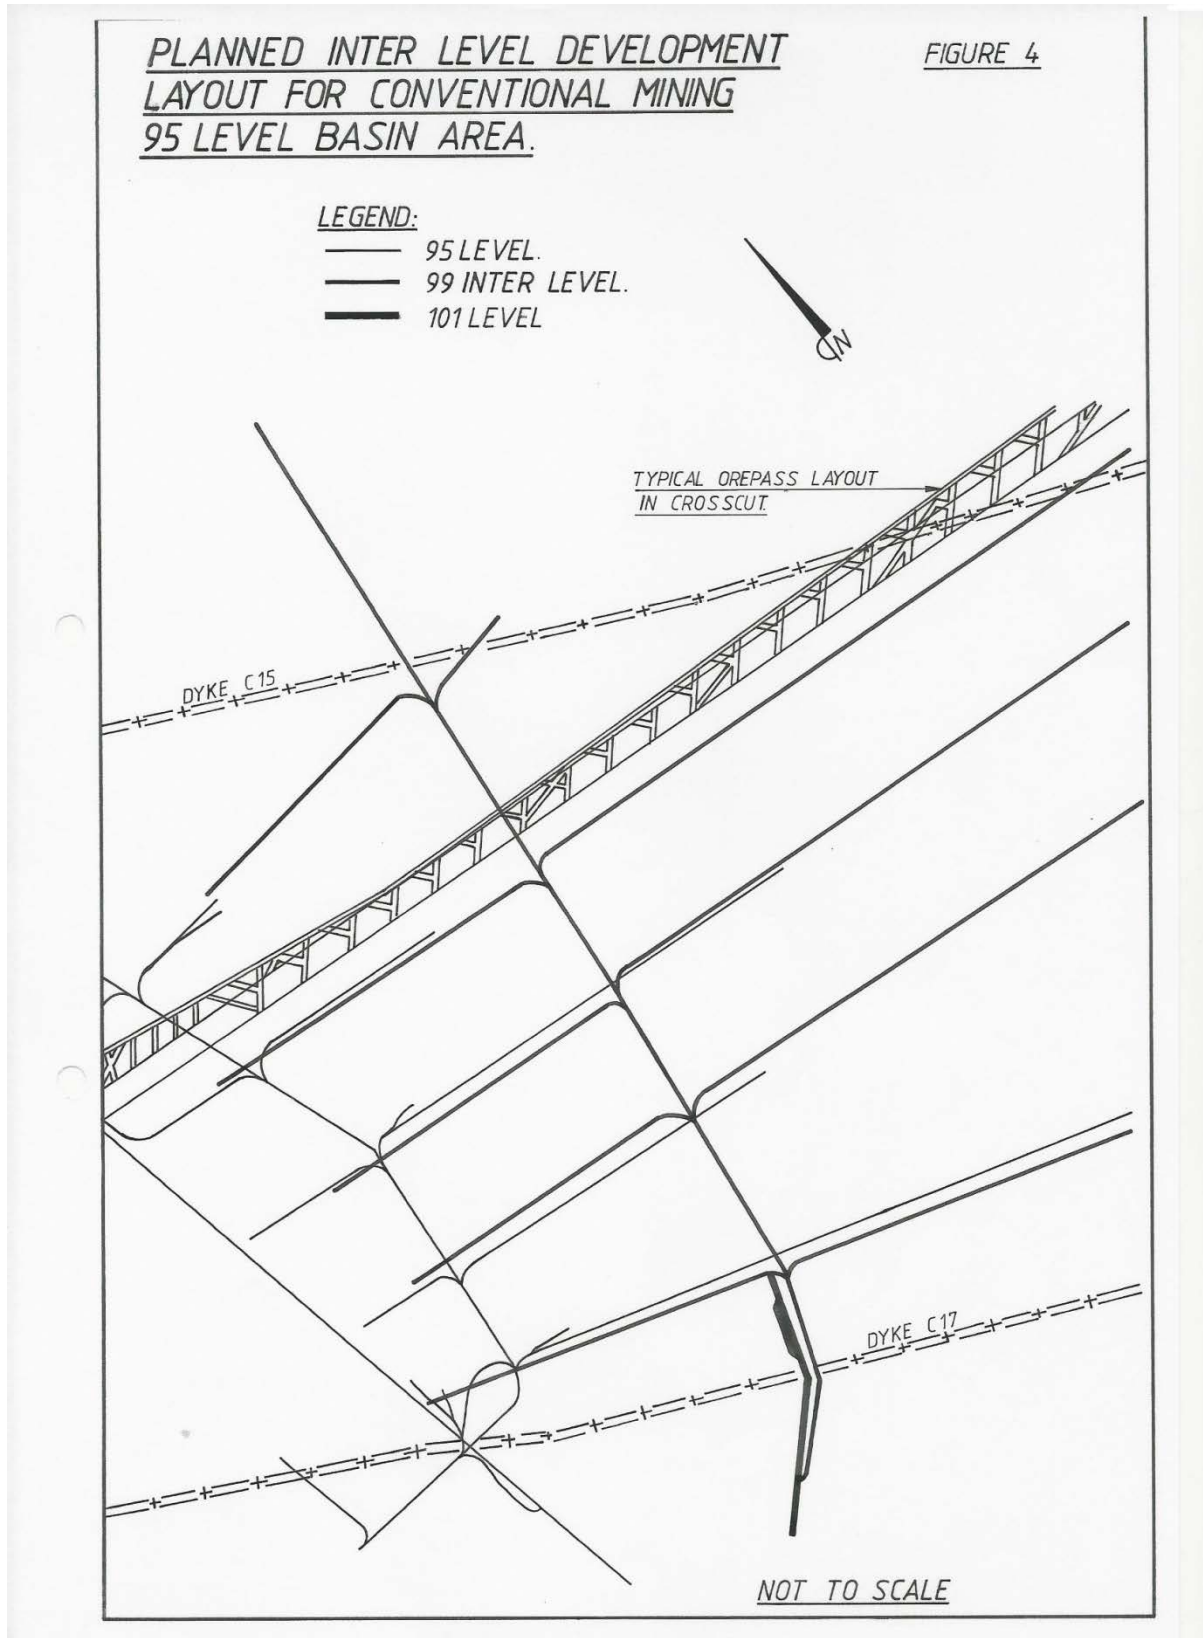 PLANNED INTER LEVEL DEVELOPMENT
LAYOUT FOR CONVENTIONAL MINING
95 LEVEL BASIN AREA.
FIGURE 4
LEGEND:
95 LEVEL.
99 INTER LEVEL.
101 LEVEL
N
TYPICAL OREPASS LAYOUT
IN CROSSCUT.
DYKE C15
DYKE C17
NOT TO SCALE